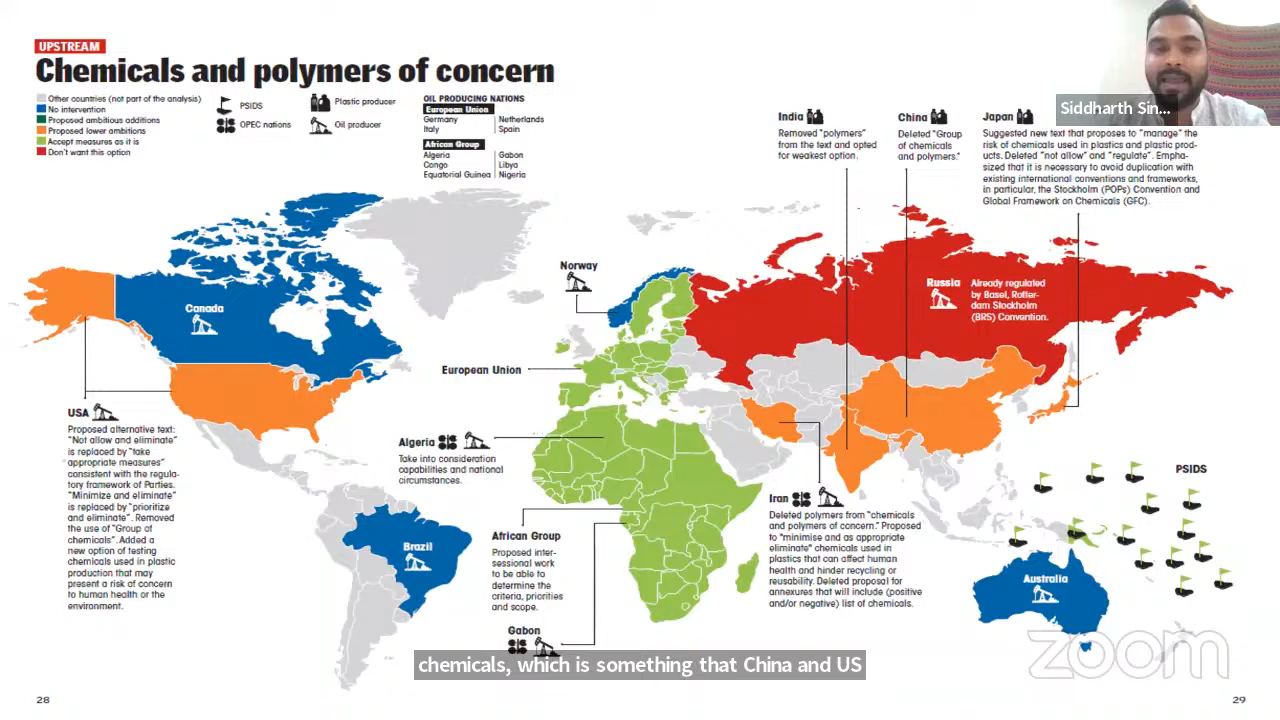 UPSTREAM
Chemicals and polymers of concern
Other countries (not part of the analysis)
No intervention
Proposed ambitious additions
Proposed lower ambitions
Accept measures as it is
Don't want this option
PSIDS
OPEC nations
Plastic producer
Oil producer
OIL PRODUCING NATIONS
European Union
Germany
Italy
Netherlands
Spain
African Group
Algeria
Congo
Equatorial Guinea
Gabon
Libya
Nigeria
India
Removed "polymers"
from the text and opted
for weakest option.
China
Deleted "Group
of chemicals
and polymers."
Japan
Suggested new text that proposes to "manage" the
risk of chemicals used in plastics and plastic prod-
ucts. Deleted "not allow" and "regulate". Empha-
sized that it is necessary to avoid duplication with
existing international conventions and frameworks,
in particular, the Stockholm (POPs) Convention and
Global Framework on Chemicals (GFC).
Siddharth Sin...
Norway
Canada
Russia
Already regulated
by Basel, Rotter-
dam Stockholm
(BRS) Convention.
European Union
USA
Proposed alternative text:
"Not allow and eliminate"
is replaced by "take
appropriate measures"
consistent with the regula-
tory framework of Parties.
"Minimize and eliminate"
is replaced by "prioritize
and eliminate". Removed
the use of "Group of
chemicals". Added a
new option of testing
chemicals used in plastic
production that may
present a risk of concern
to human health or the
environment.
Algeria
Take into consideration
capabilities and national
circumstances.
African Group
Proposed inter-
sessional work
to be able to
determine the
criteria, priorities
and scope.
Gabon
Brazil
Iran
Deleted polymers from "chemicals
and polymers of concern." Proposed
to "minimise and as appropriate
eliminate" chemicals used in
plastics that can affect human
health and hinder recycling or
reusability. Deleted proposal for
annexures that will include (positive
and/or negative) list of chemicals.
PSIDS
Australia
zoom
chemicals, which is something that China and US
28
29